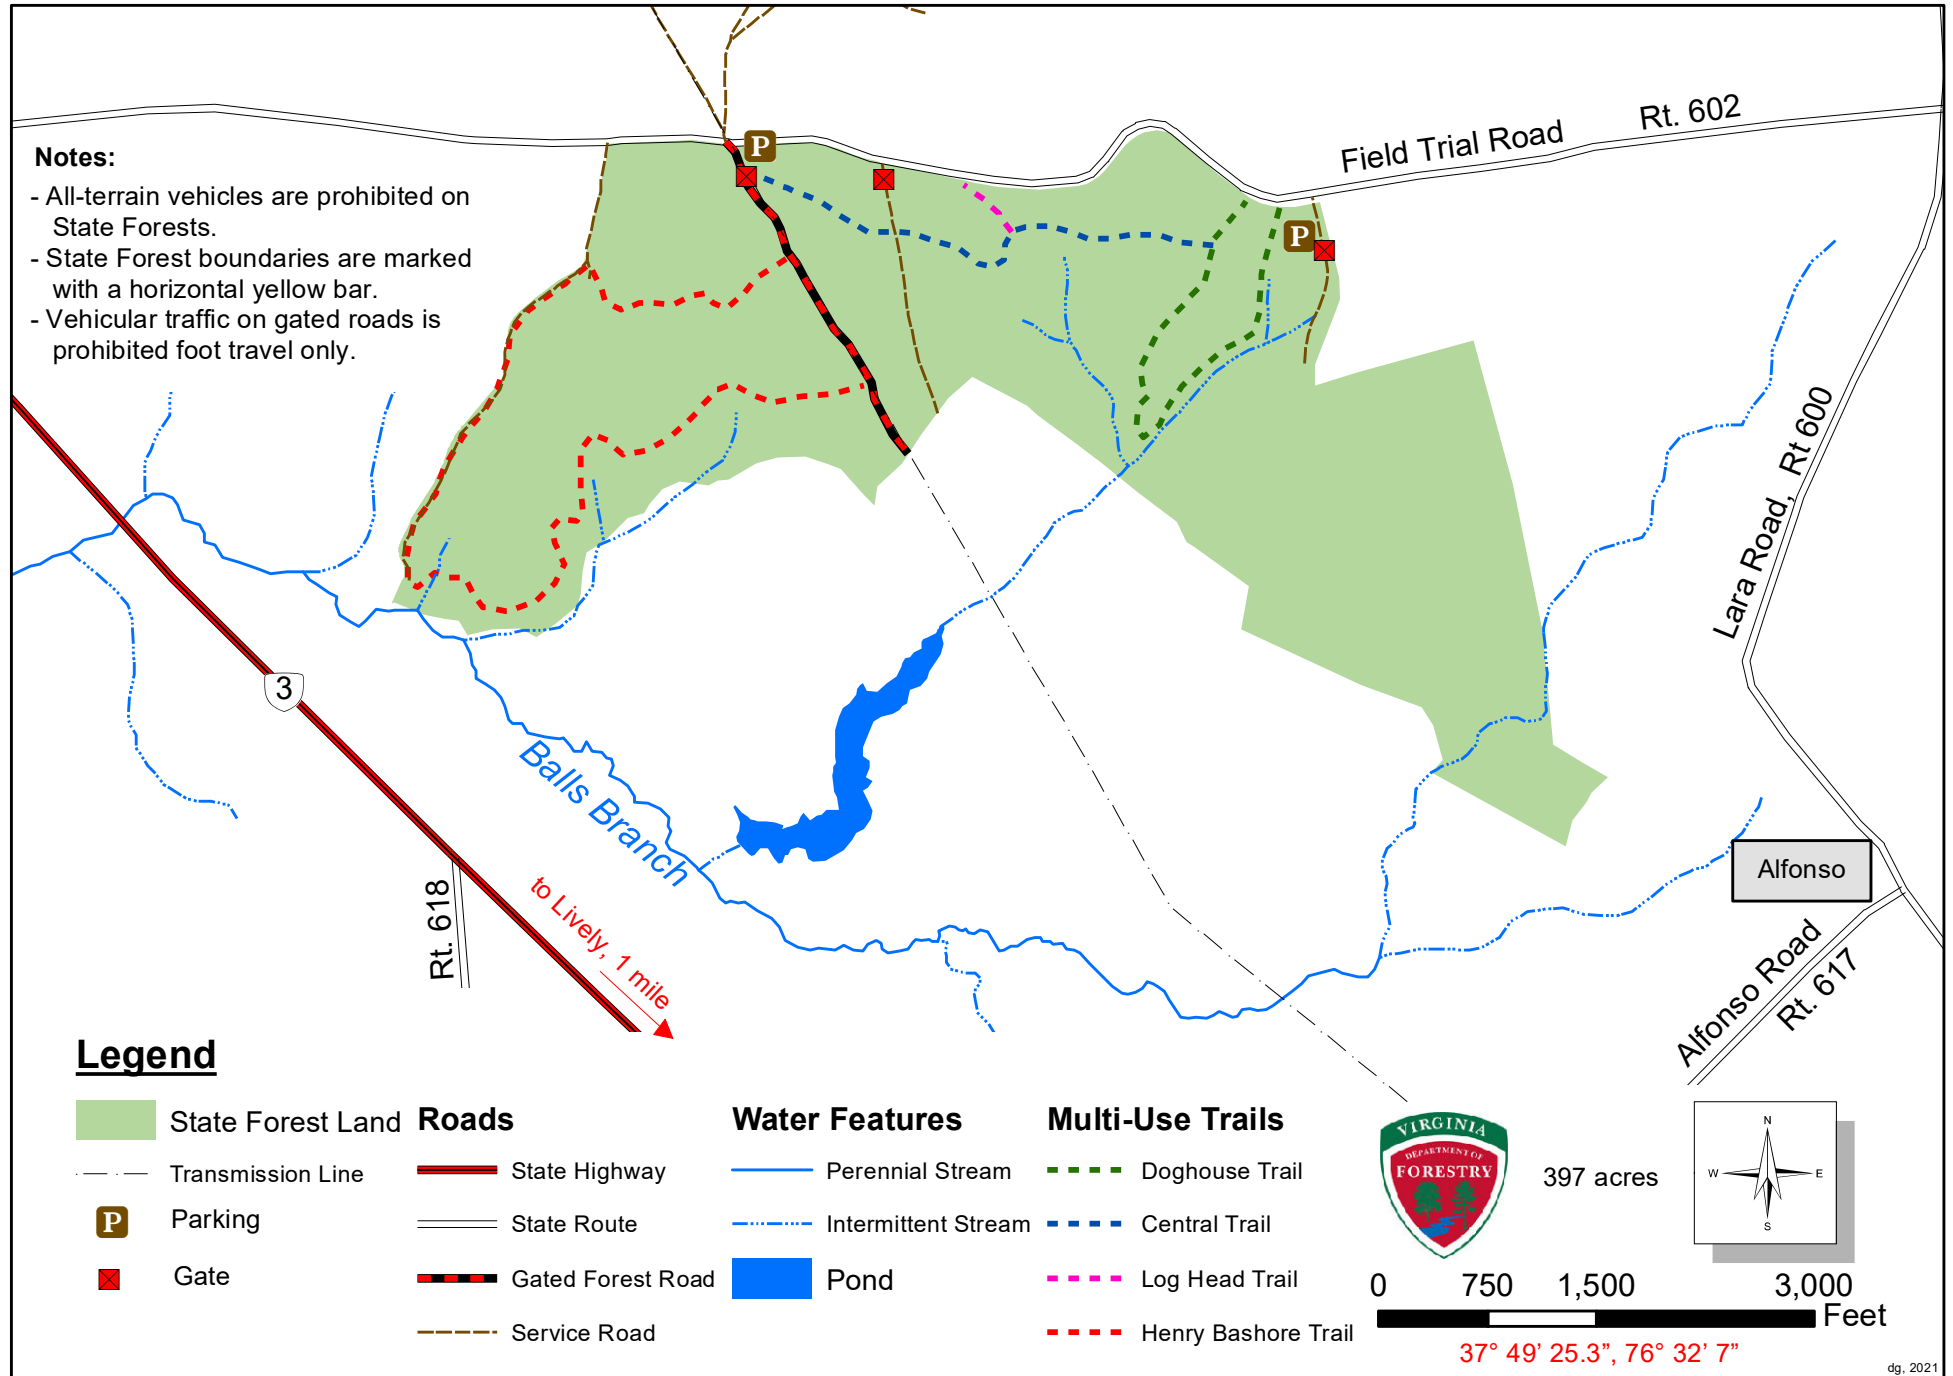 Rt. 602
Field Trial Road
P
P
Notes:
- All-terrain vehicles are prohibited on
State Forests.
- State Forest boundaries are marked
with a horizontal yellow bar.
- Vehicular traffic on gated roads is
prohibited foot travel only.
Lara Road, Rt 600
3
Balls Branch
Alfonso
Rt. 618
to Lively, 1 mile
Alfonso Road
Rt. 617
Legend
State Forest Land
Transmission Line
P Parking
Gate
Roads
State Highway
State Route
Gated Forest Road
Service Road
Water Features
Perennial Stream
Intermittent Stream
Pond
Multi-Use Trails
Doghouse Trail
Central Trail
Log Head Trail
Henry Bashore Trail
VIRGINIA
DEPARTMENT OF
FORESTRY
397 acres
N
W E
S
0 750 1,500 3,000
Feet
37° 49’ 25.3”, 76° 32’ 7”
dg, 2021